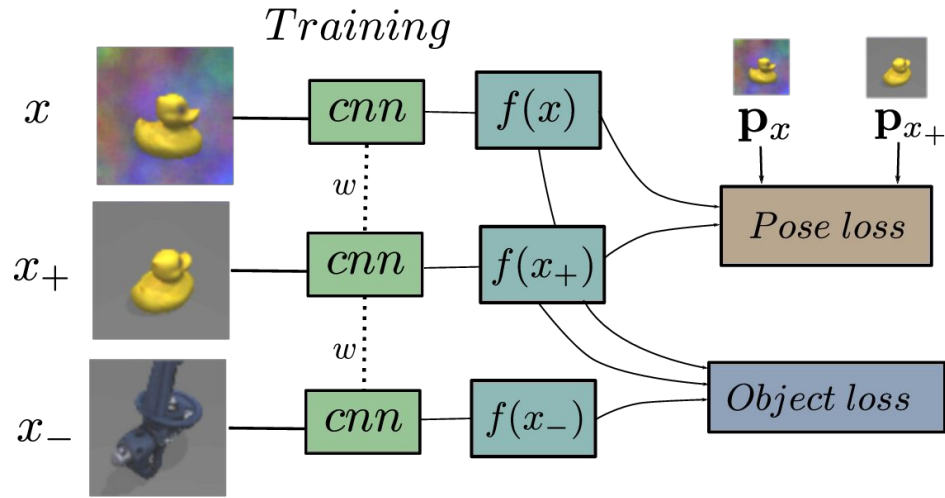 Training
x cnn f(x) p_x p_{x+}
w
Pose loss
x_+ cnn f(x_+)
w
Object loss
x_- cnn f(x_-)